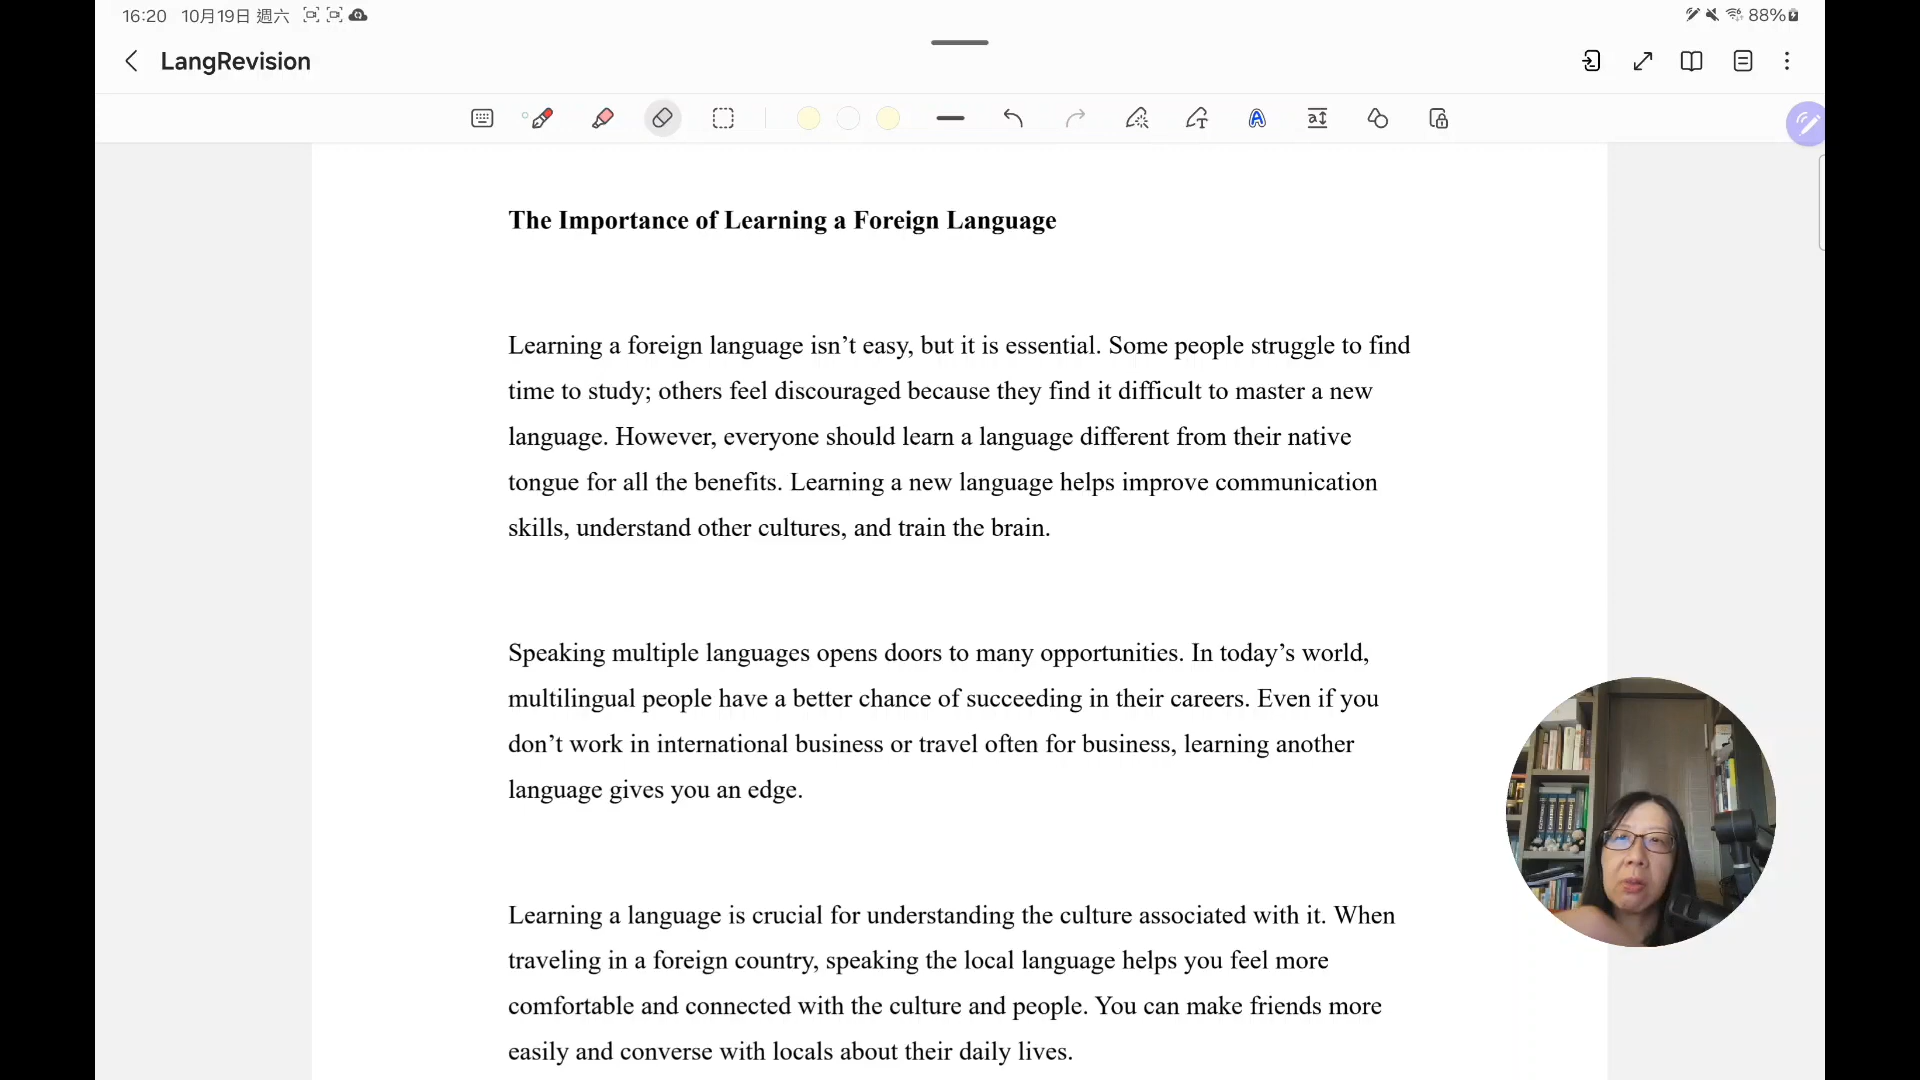 16:20 10月19日 週六 88%
LangRevision
The Importance of Learning a Foreign Language
Learning a foreign language isn’t easy, but it is essential. Some people struggle to find
time to study; others feel discouraged because they find it difficult to master a new
language. However, everyone should learn a language different from their native
tongue for all the benefits. Learning a new language helps improve communication
skills, understand other cultures, and train the brain.
Speaking multiple languages opens doors to many opportunities. In today’s world,
multilingual people have a better chance of succeeding in their careers. Even if you
don’t work in international business or travel often for business, learning another
language gives you an edge.
Learning a language is crucial for understanding the culture associated with it. When
traveling in a foreign country, speaking the local language helps you feel more
comfortable and connected with the culture and people. You can make friends more
easily and converse with locals about their daily lives.